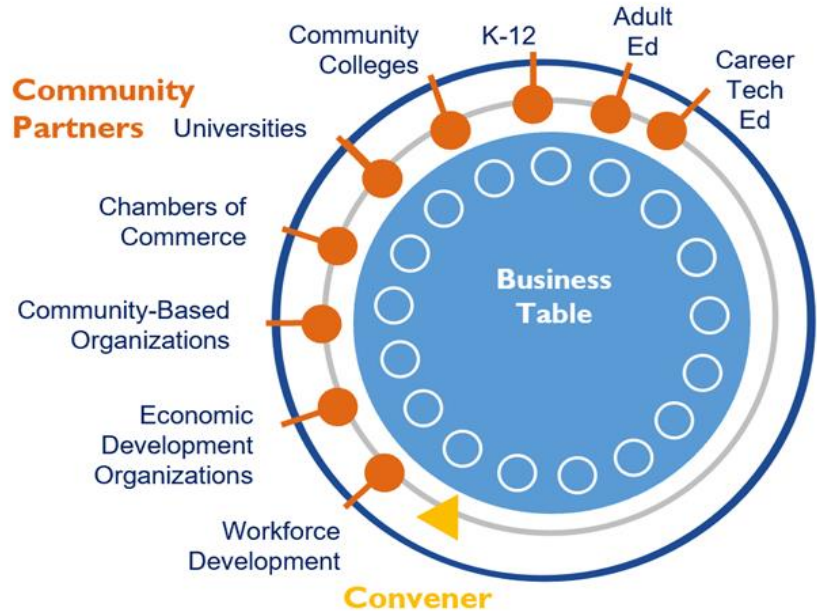 Community
Partners
Career
Tech
Ed
Adult
Ed
K-12
Community
Colleges
Universities
Chambers of
Commerce
Community-Based
Organizations
Economic
Development
Organizations
Workforce
Development
Business
Table
Convener